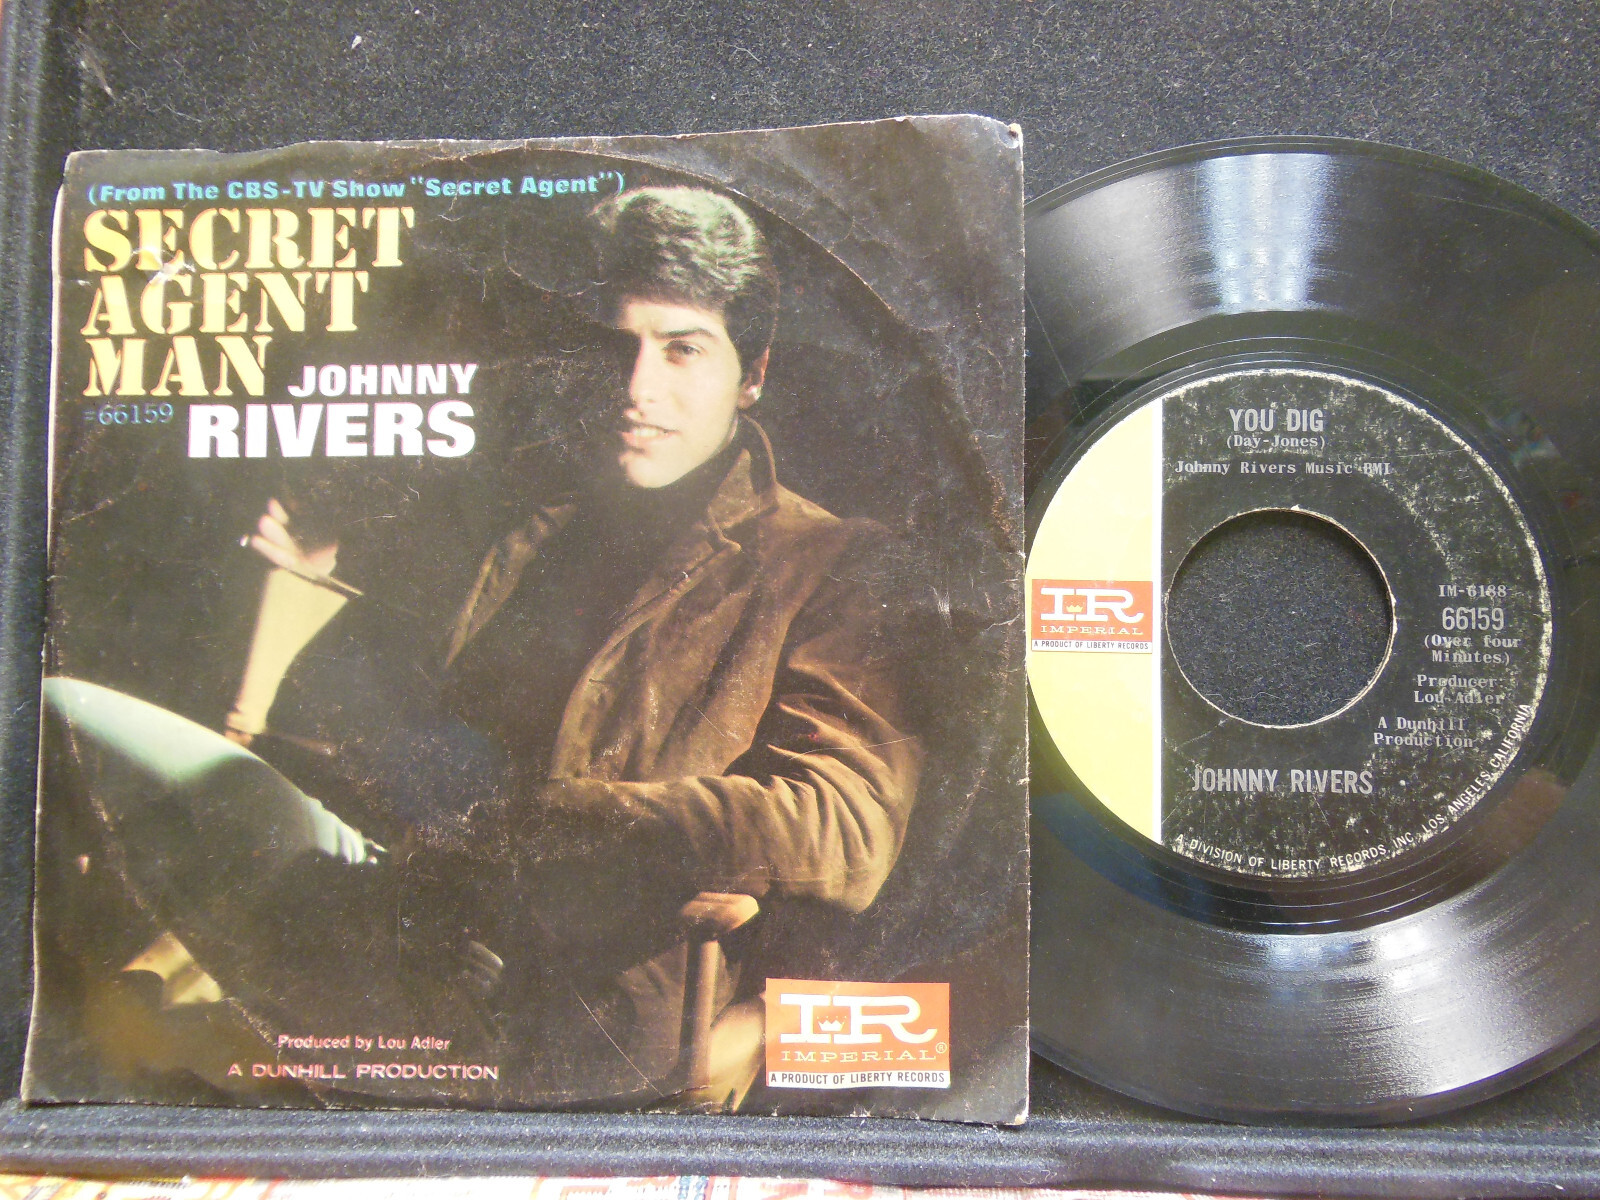 (From The CBS-TV Show "Secret Agent")
SECRET
AGENT
MAN
JOHNNY
RIVERS
#66159
Produced by Lou Adler
A DUNHILL PRODUCTION
IR
IMPERIAL®
A PRODUCT OF LIBERTY RECORDS
YOU DIG
(Day-Jones)
Johnny Rivers Music BMI
IR
IMPERIAL
A PRODUCT OF LIBERTY RECORDS
IM-6188
66159
(Over four
Minutes)
Producer:
Lou Adler
A Dunhill
Production
JOHNNY RIVERS
A DIVISION OF LIBERTY RECORDS, INC., LOS ANGELES, CALIFORNIA